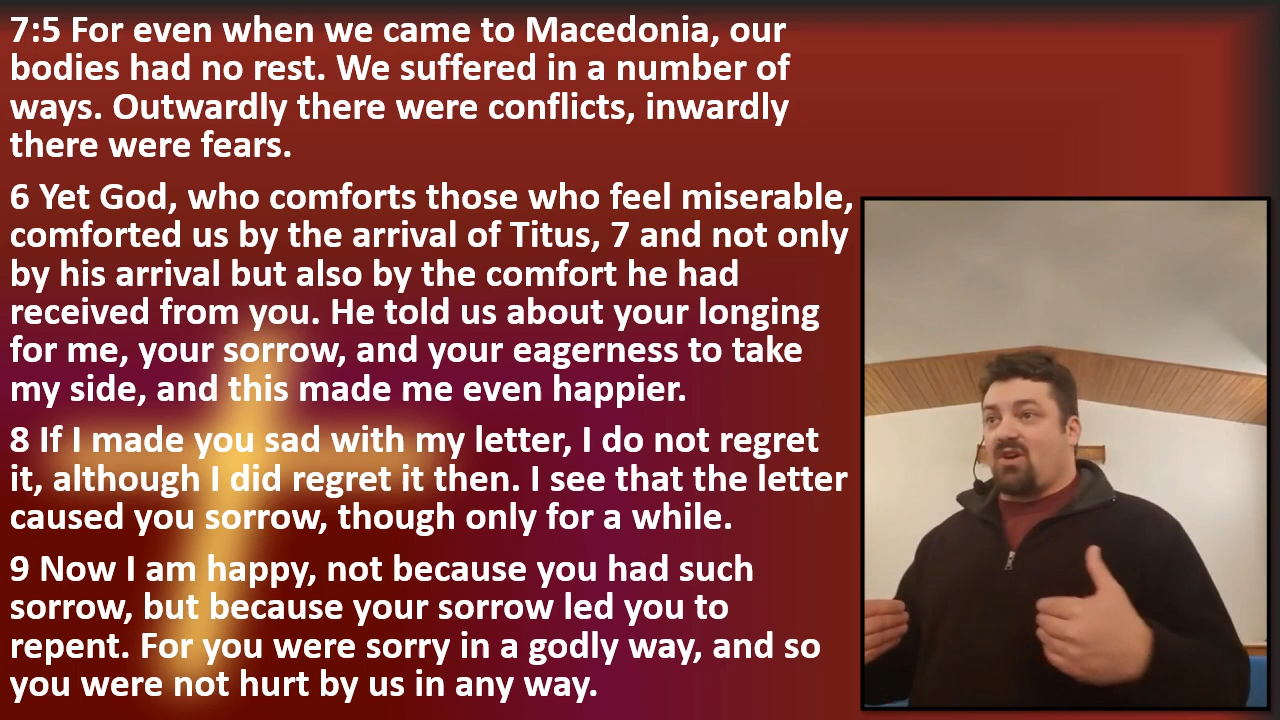 7:5 For even when we came to Macedonia, our
bodies had no rest. We suffered in a number of
ways. Outwardly there were conflicts, inwardly
there were fears.
6 Yet God, who comforts those who feel miserable,
comforted us by the arrival of Titus, 7 and not only
by his arrival but also by the comfort he had
received from you. He told us about your longing
for me, your sorrow, and your eagerness to take
my side, and this made me even happier.
8 If I made you sad with my letter, I do not regret
it, although I did regret it then. I see that the letter
caused you sorrow, though only for a while.
9 Now I am happy, not because you had such
sorrow, but because your sorrow led you to
repent. For you were sorry in a godly way, and so
you were not hurt by us in any way.